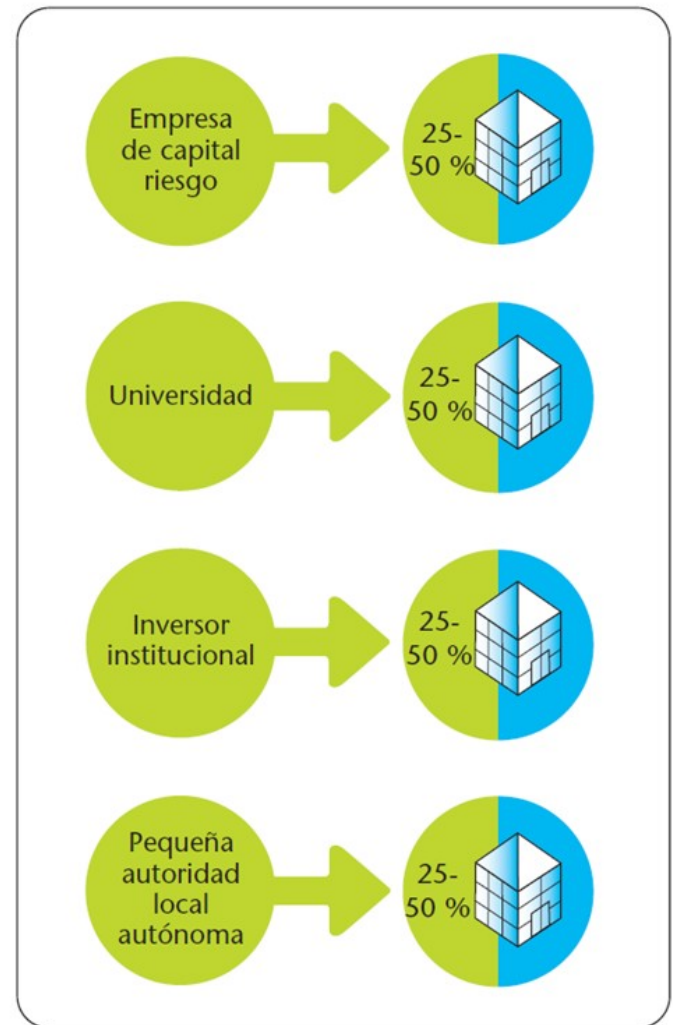 Empresa
de capital
riesgo
25-
50 %
Universidad
25-
50 %
Inversor
institucional
25-
50 %
Pequeña
autoridad
local
autónoma
25-
50 %